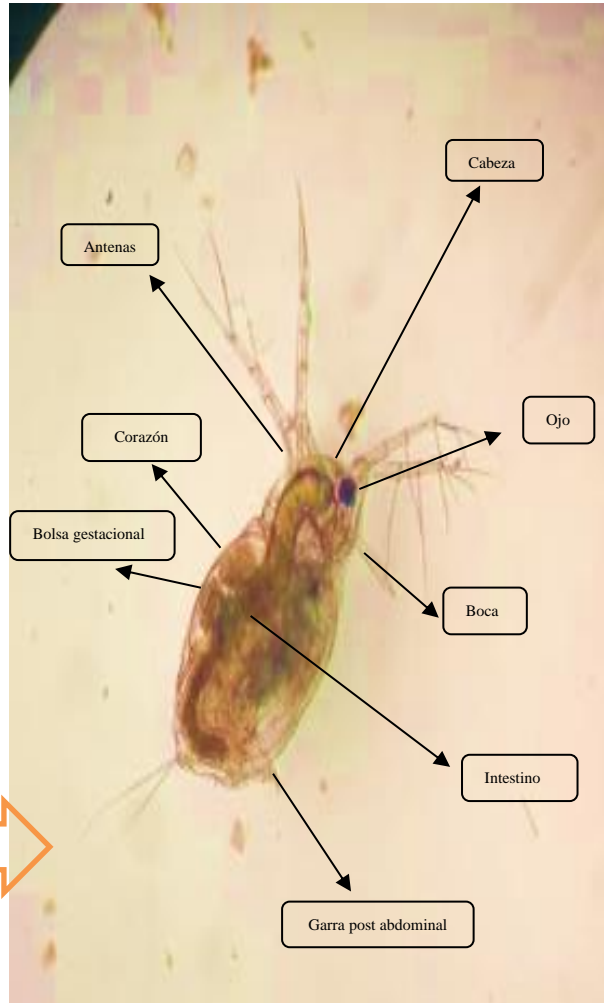 Cabeza
Antenas
Ojo
Corazón
Bolsa gestacional
Boca
Intestino
Garra post abdominal